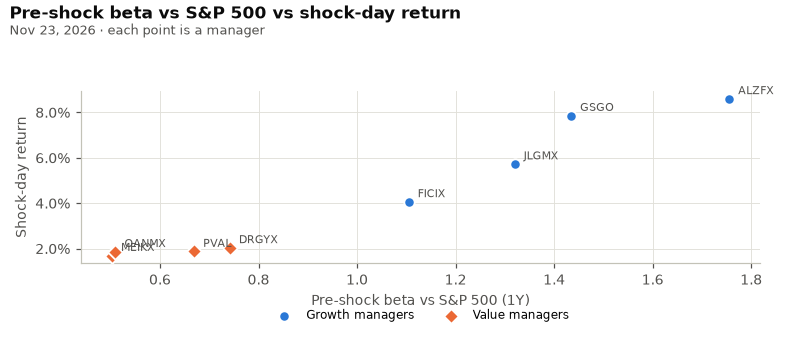 Pre-shock beta vs S&P 500 vs shock-day return
Nov 23, 2026 · each point is a manager
Shock-day return
8.0%
6.0%
4.0%
2.0%
ALZFX
GSGO
JLGMX
FICIX
DRGYX
PVAL
OANMX
MEIKX
0.6
0.8
1.0
1.2
1.4
1.6
1.8
Pre-shock beta vs S&P 500 (1Y)
Growth managers
Value managers